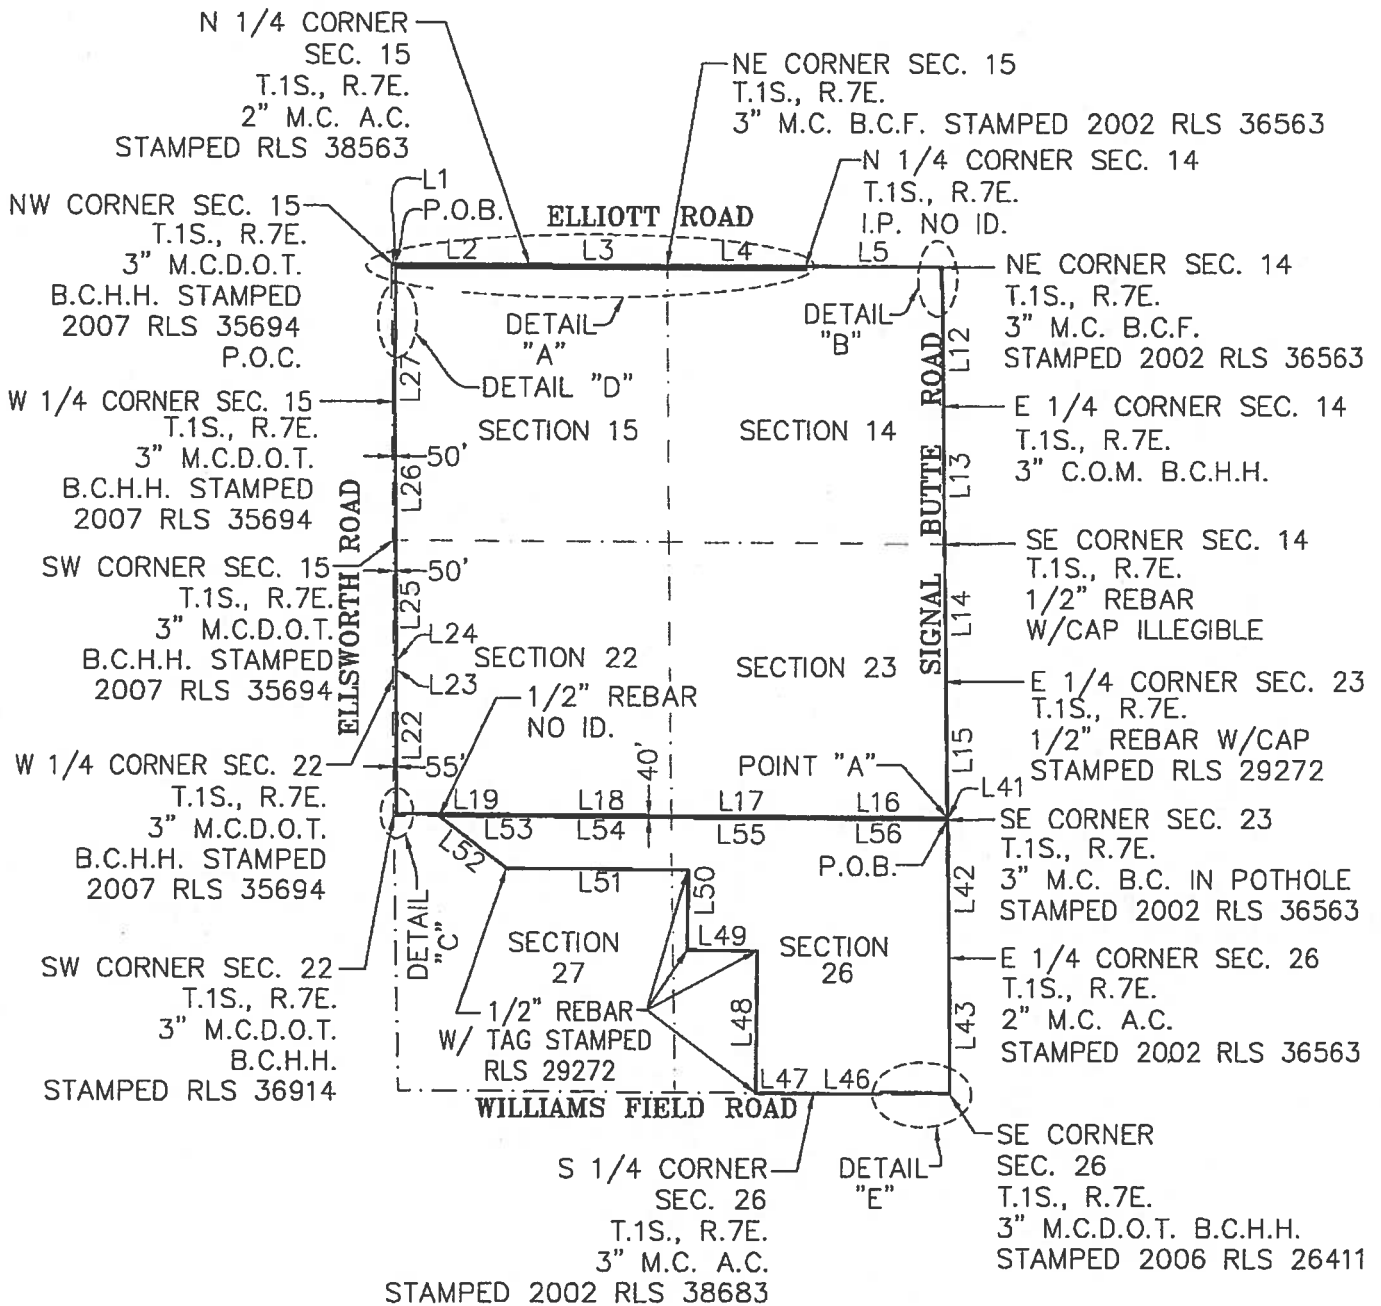 N 1/4 CORNER
SEC. 15
T.1S., R.7E.
2" M.C. A.C.
STAMPED RLS 38563
NE CORNER SEC. 15
T.1S., R.7E.
3" M.C. B.C.F. STAMPED 2002 RLS 36563
N 1/4 CORNER SEC. 14
T.1S., R.7E.
I.P. NO ID.
L1
P.O.B.
ELLIOTT ROAD
L2
L3
L4
L5
NW CORNER SEC. 15
T.1S., R.7E.
3" M.C.D.O.T.
B.C.H.H. STAMPED
2007 RLS 35694
P.O.C.
DETAIL
"A"
DETAIL
"B"
NE CORNER SEC. 14
T.1S., R.7E.
3" M.C. B.C.F.
STAMPED 2002 RLS 36563
L12
L27
DETAIL "D"
W 1/4 CORNER SEC. 15
T.1S., R.7E.
3" M.C.D.O.T.
B.C.H.H. STAMPED
2007 RLS 35694
SECTION 15
SECTION 14
E 1/4 CORNER SEC. 14
T.1S., R.7E.
3" C.O.M. B.C.H.H.
50'
L26
L13
ELLSWORTH ROAD
SIGNAL BUTTE ROAD
SW CORNER SEC. 15
T.1S., R.7E.
3" M.C.D.O.T.
B.C.H.H. STAMPED
2007 RLS 35694
50'
L25
L24
L23
SE CORNER SEC. 14
T.1S., R.7E.
1/2" REBAR
W/CAP ILLEGIBLE
L14
SECTION 22
SECTION 23
1/2" REBAR
NO ID.
E 1/4 CORNER SEC. 23
T.1S., R.7E.
1/2" REBAR W/CAP
STAMPED RLS 29272
L22
L15
W 1/4 CORNER SEC. 22
T.1S., R.7E.
3" M.C.D.O.T.
B.C.H.H. STAMPED
2007 RLS 35694
55'
40'
POINT "A"
L41
L19
L18
L17
L16
L53
L54
L55
L56
SE CORNER SEC. 23
T.1S., R.7E.
3" M.C. B.C. IN POTHOLE
STAMPED 2002 RLS 36563
P.O.B.
L52
L51
L50
L42
DETAIL
"C"
L49
SECTION
27
SECTION
26
SW CORNER SEC. 22
T.1S., R.7E.
3" M.C.D.O.T.
B.C.H.H.
STAMPED RLS 36914
E 1/4 CORNER SEC. 26
T.1S., R.7E.
2" M.C. A.C.
STAMPED 2002 RLS 36563
1/2" REBAR
W/ TAG STAMPED
RLS 29272
L48
L43
L47
L46
WILLIAMS FIELD ROAD
S 1/4 CORNER
SEC. 26
T.1S., R.7E.
3" M.C. A.C.
STAMPED 2002 RLS 38683
DETAIL
"E"
SE CORNER
SEC. 26
T.1S., R.7E.
3" M.C.D.O.T. B.C.H.H.
STAMPED 2006 RLS 26411